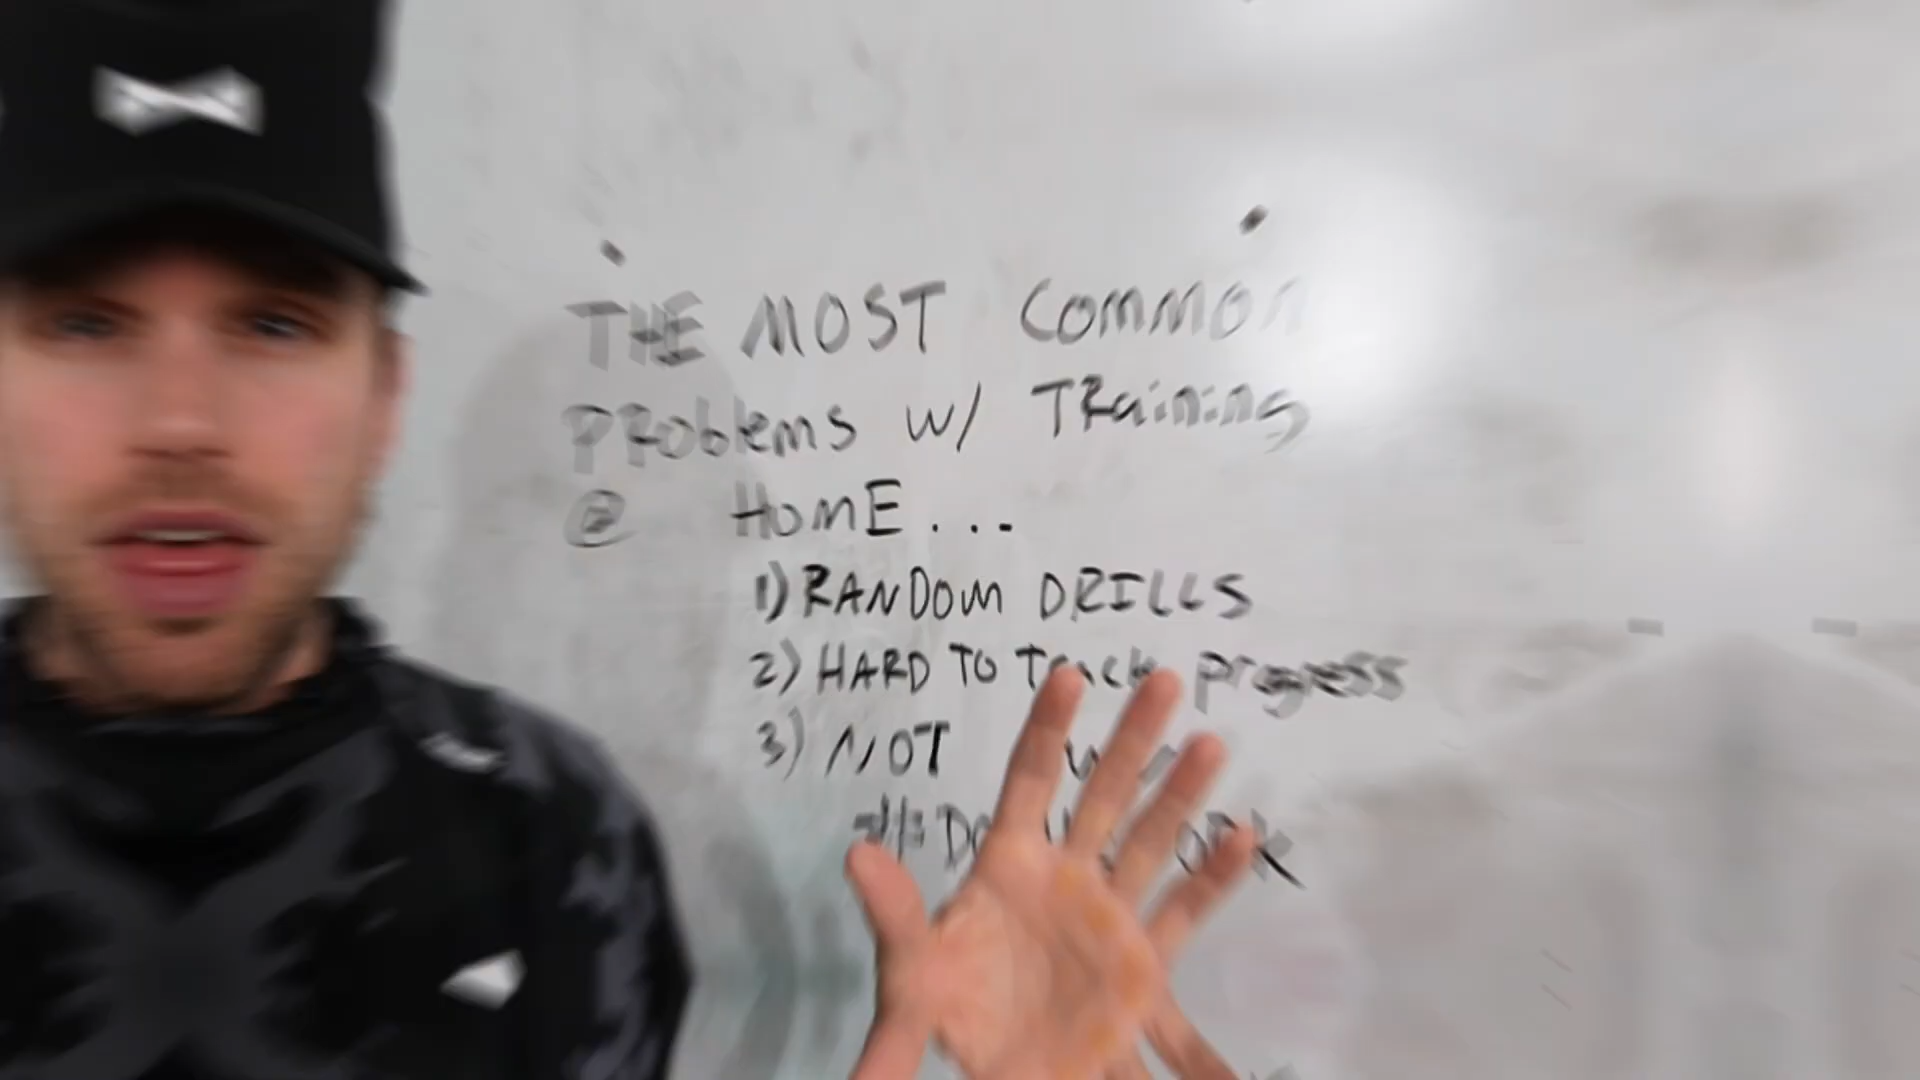 THE MOST COMMON
PRoblems w/ TRaining
@ HomE...
1) RANDOm DRILLS
2) HARD TO Track progress
3) NOT